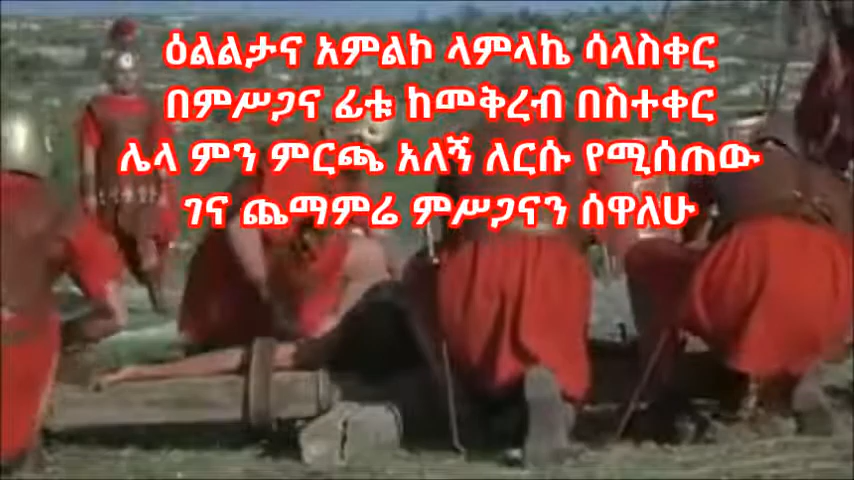 ዕልልታና አምልኮ ላምላኬ ሳላስቀር
በምሥጋና ፊቱ ከመቅረብ በስተቀር
ሌላ ምን ምርጫ አለኝ ለርሱ የሚሰጠው
ገና ጨማምሬ ምሥጋናን ሰዋለሁ